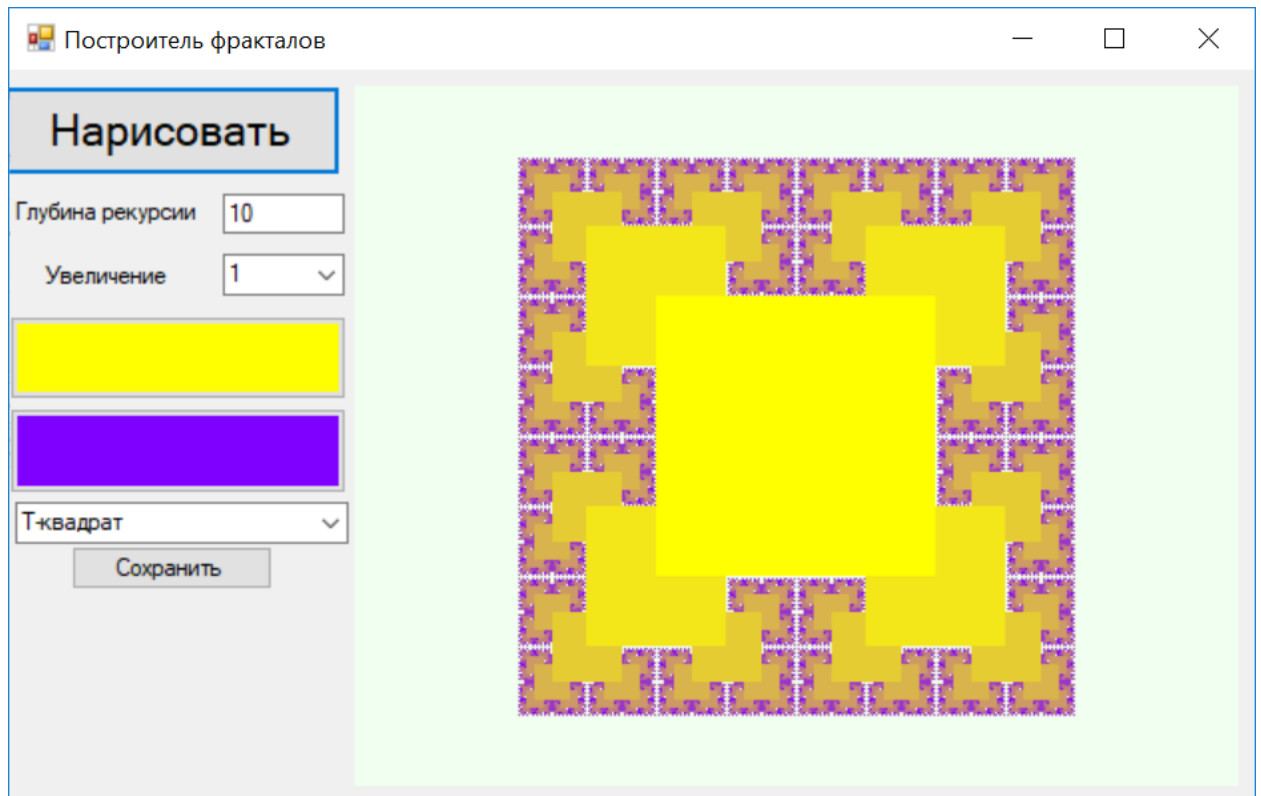 Построитель фракталов
Нарисовать
Глубина рекурсии 10
Увеличение 1
Т-квадрат
Сохранить